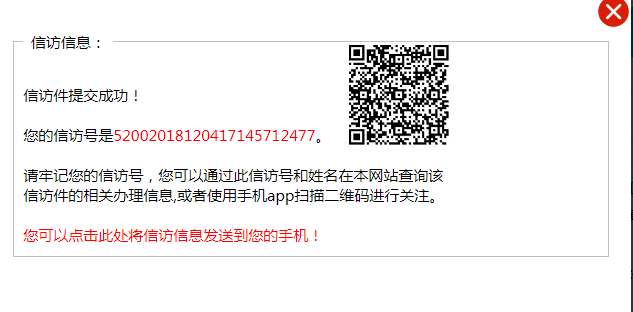 信访信息：
信访件提交成功！
您的信访号是52002018120417145712477。
请牢记您的信访号，您可以通过此信访号和姓名在本网站查询该
信访件的相关办理信息,或者使用手机app扫描二维码进行关注。
您可以点击此处将信访信息发送到您的手机！